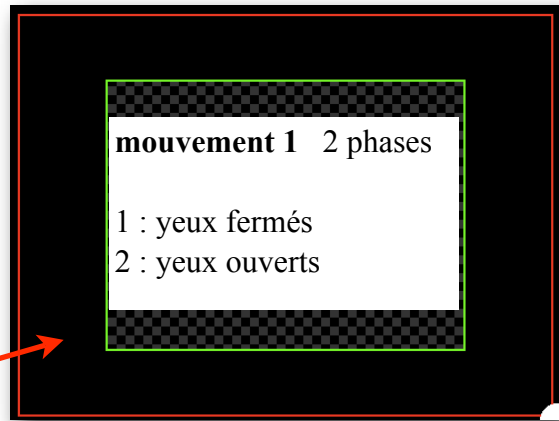 mouvement 1 2 phases
1 : yeux fermés
2 : yeux ouverts